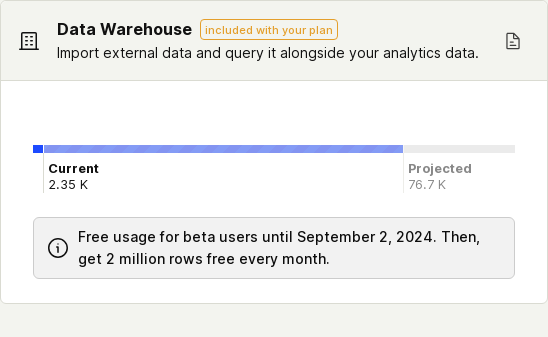 Data Warehouse included with your plan
Import external data and query it alongside your analytics data.
Current Projected
2.35 K 76.7 K
Free usage for beta users until September 2, 2024. Then,
get 2 million rows free every month.